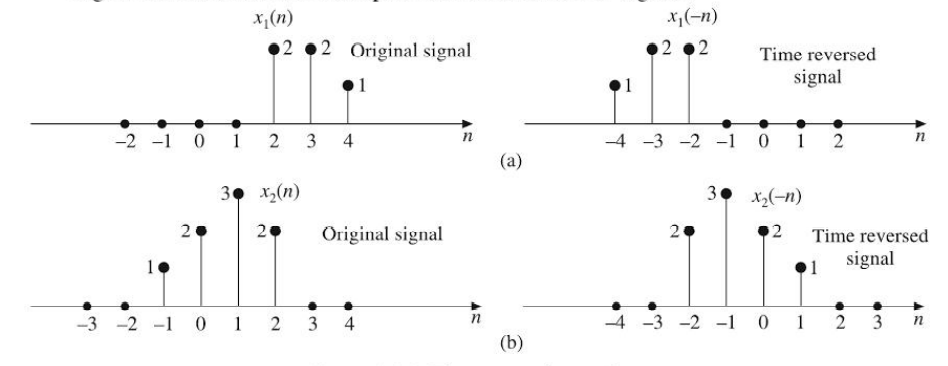 x₁(n)
2 2 Original signal
1
–2 –1 0 1 2 3 4 n
x₁(–n)
2 2 Time reversed
signal
1
–4 –3 –2 –1 0 1 2 n
(a)
3 x₂(n)
2 2 Original signal
1
–3 –2 –1 0 1 2 3 4 n
3 x₂(–n)
2 2 Time reversed
signal
1
–4 –3 –2 –1 0 1 2 3 n
(b)